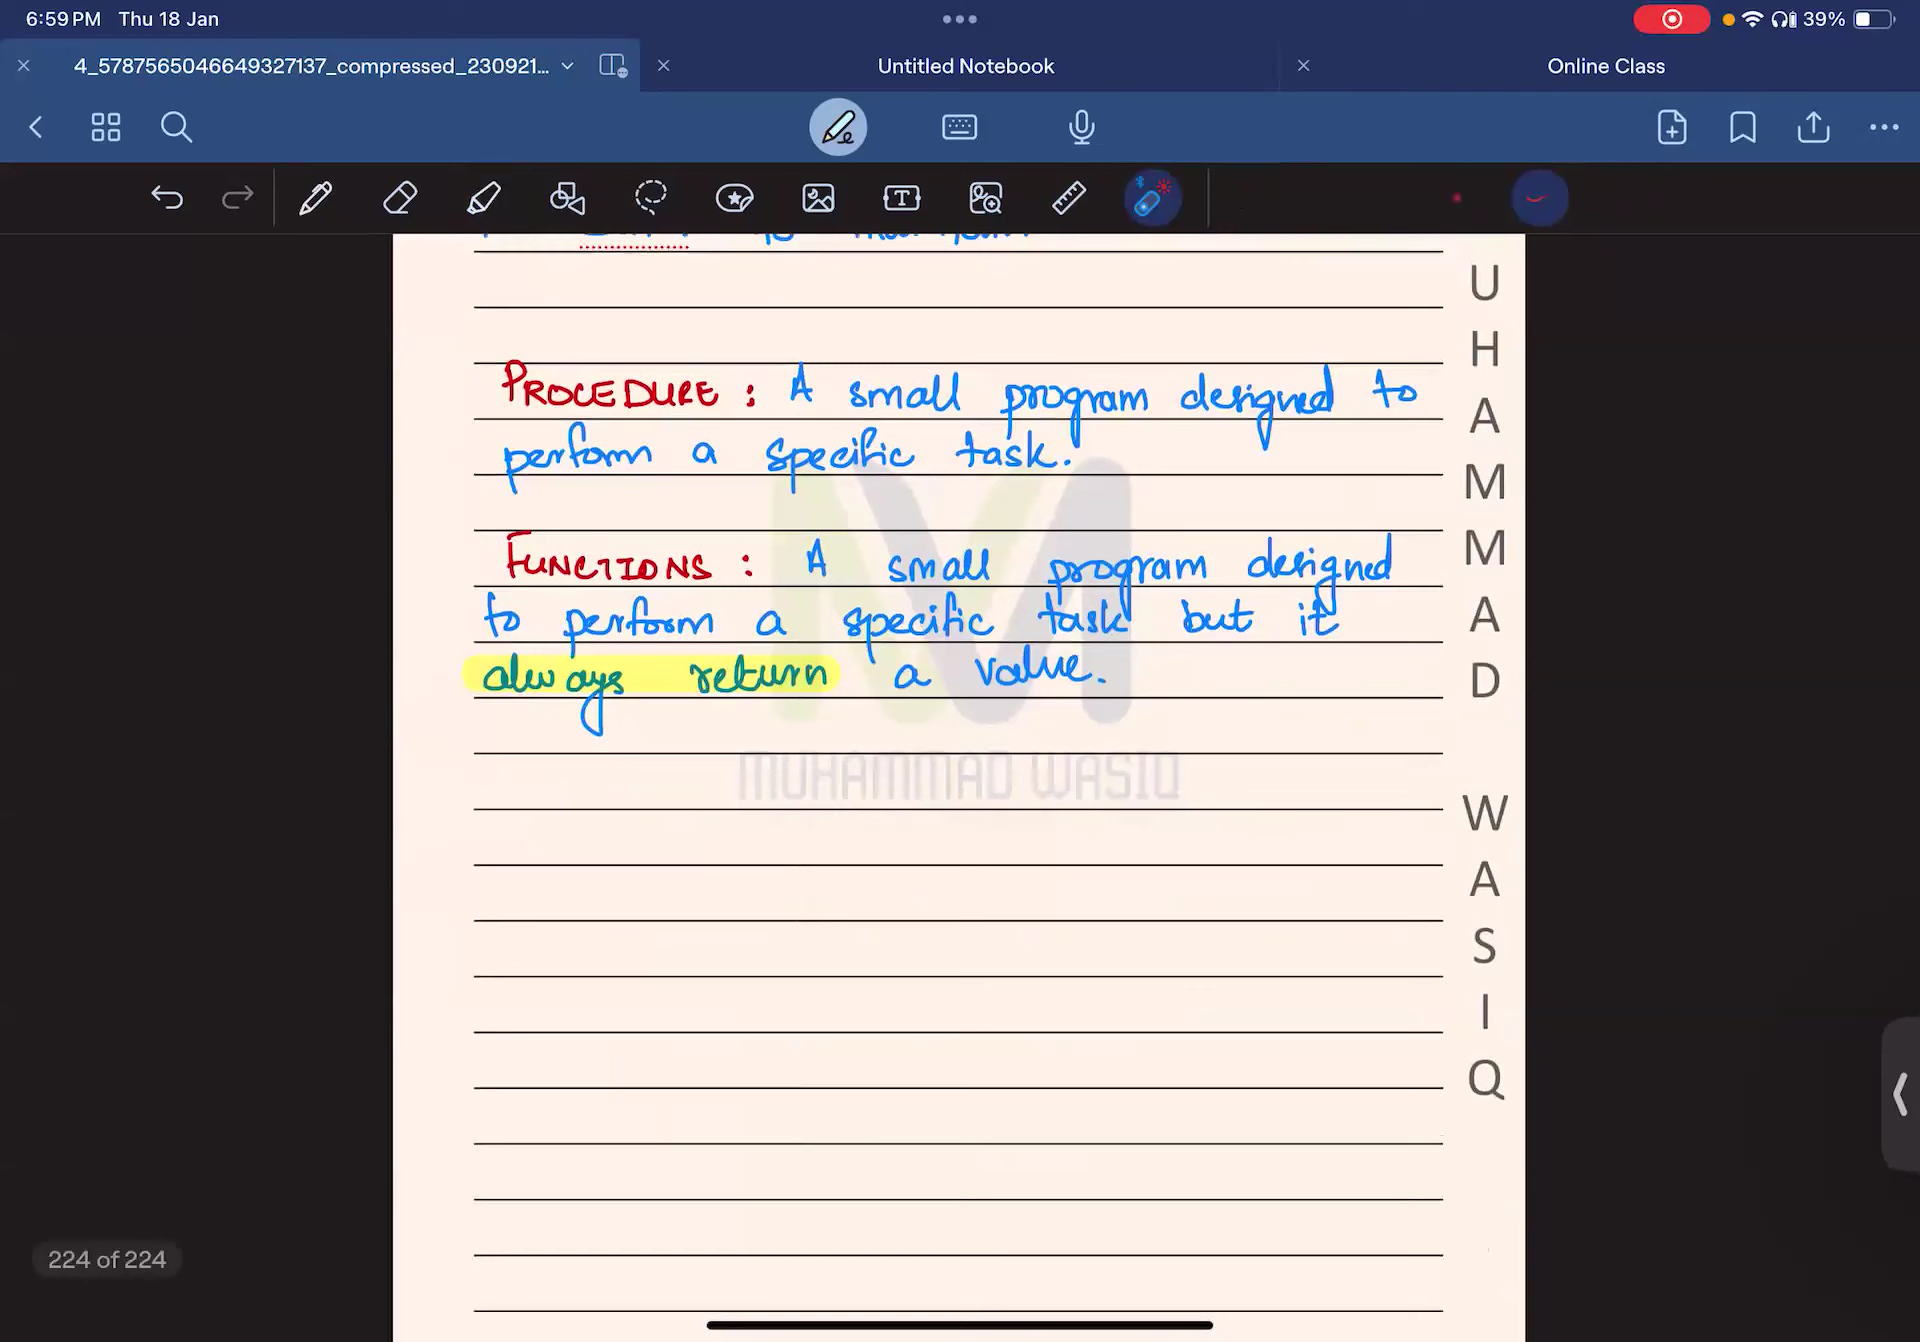 6:59 PM Thu 18 Jan
39%
4_5787565046649327137_compressed_230921...
Untitled Notebook
Online Class
PROCEDURE : A small program designed to
perform a specific task.
FUNCTIONS : A small program designed
to perform a specific task but it
always return a value.
MUHAMMAD WASIQ
U
H
A
M
M
A
D
W
A
S
I
Q
224 of 224